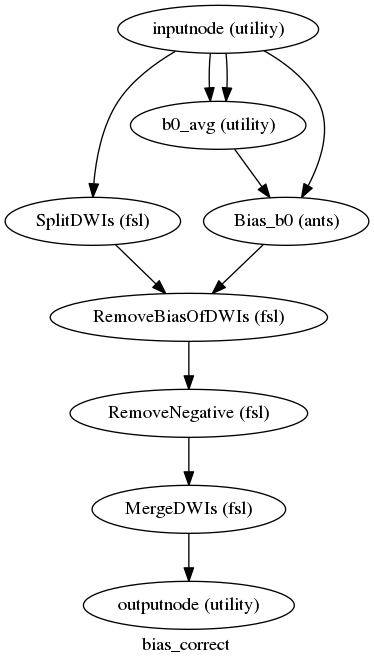 inputnode (utility)
b0_avg (utility)
SplitDWIs (fsl)
Bias_b0 (ants)
RemoveBiasOfDWIs (fsl)
RemoveNegative (fsl)
MergeDWIs (fsl)
outputnode (utility)
bias_correct